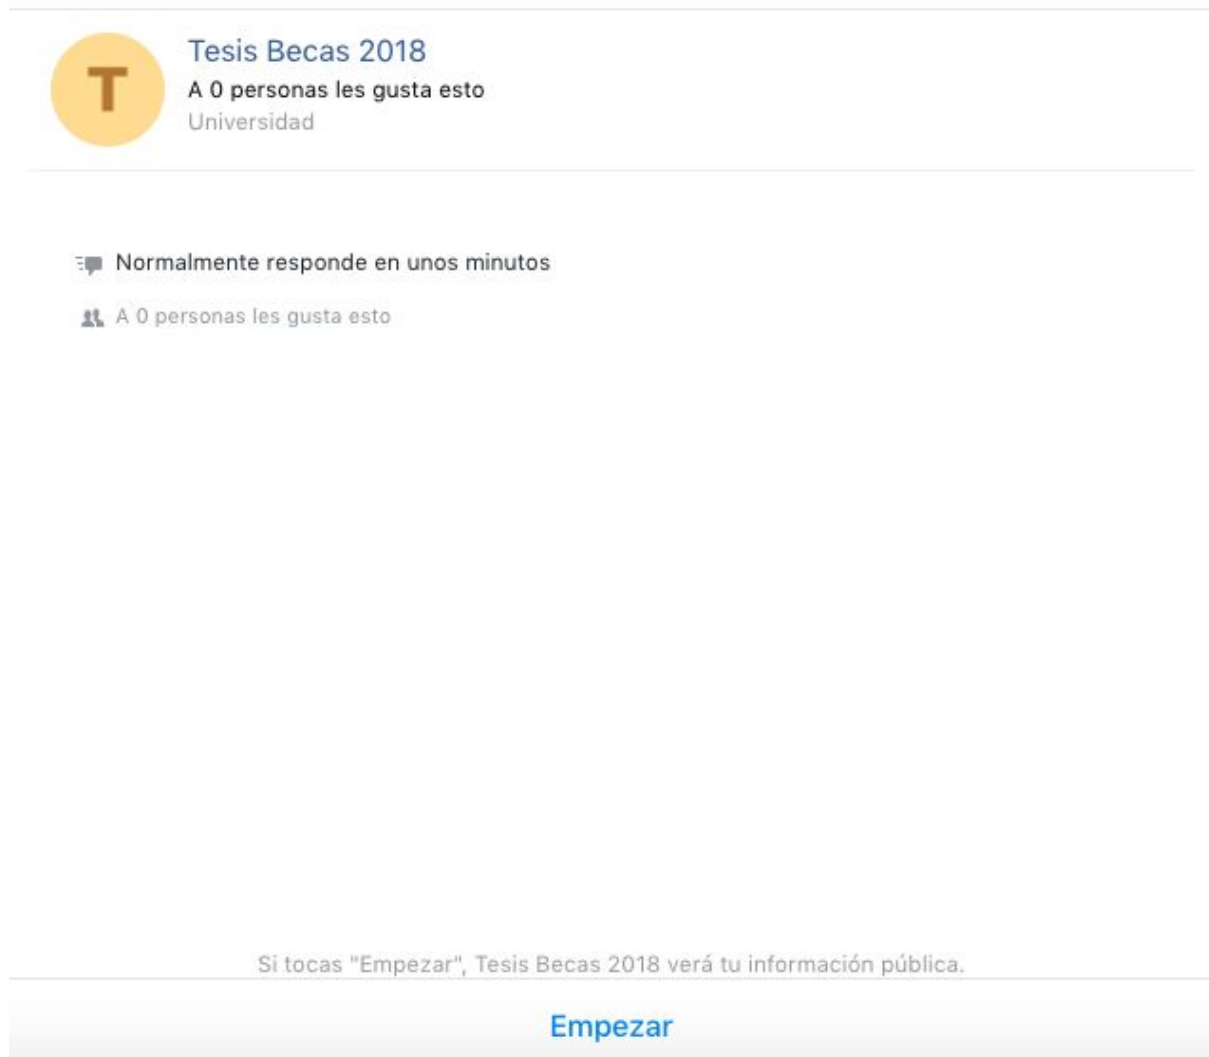 T
Tesis Becas 2018
A 0 personas les gusta esto
Universidad
Normalmente responde en unos minutos
A 0 personas les gusta esto
Si tocas "Empezar", Tesis Becas 2018 verá tu información pública.
Empezar